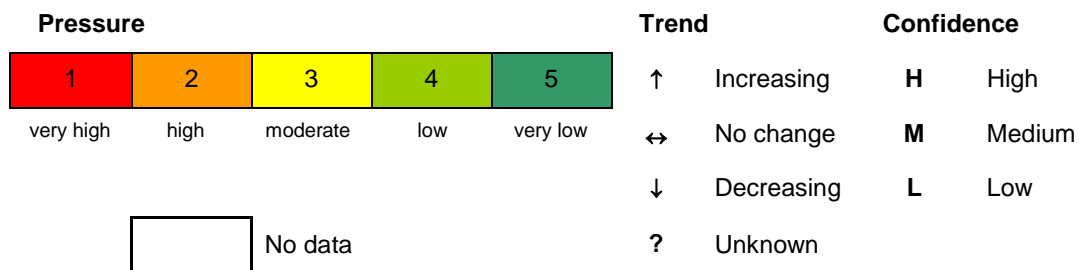 Pressure
Trend
Confidence
1 2 3 4 5
↑ Increasing H High
very high high moderate low very low
↔ No change M Medium
↓ Decreasing L Low
No data
? Unknown